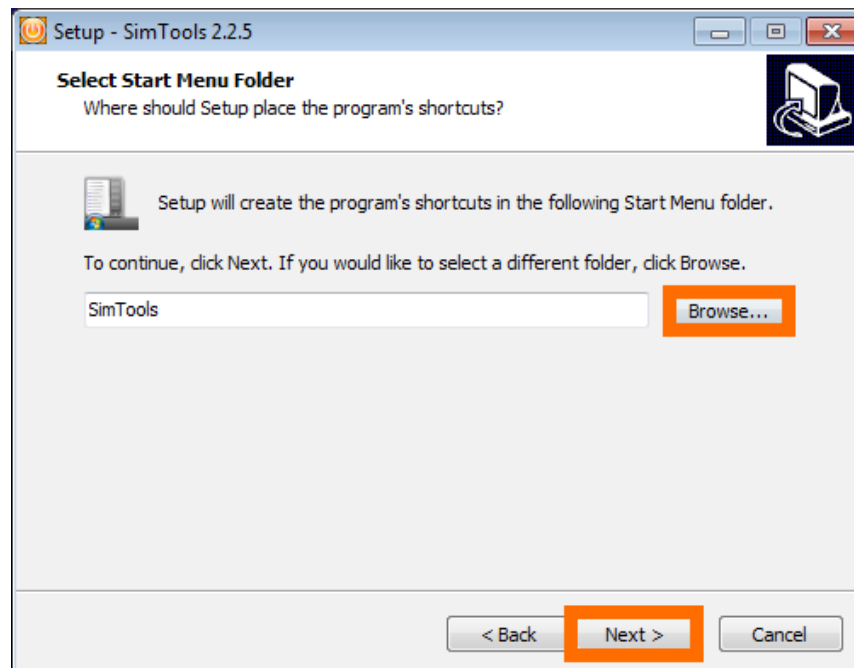 Setup - SimTools 2.2.5
Select Start Menu Folder
Where should Setup place the program's shortcuts?
Setup will create the program's shortcuts in the following Start Menu folder.
To continue, click Next. If you would like to select a different folder, click Browse.
SimTools
Browse...
< Back
Next >
Cancel